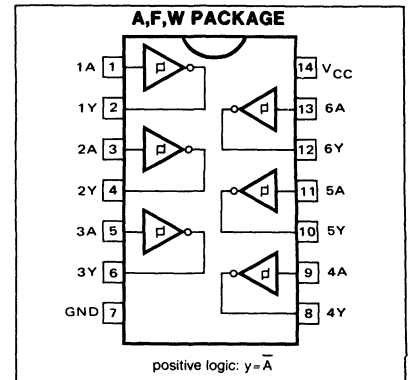 A,F,W PACKAGE
1A 1 14 VCC
1Y 2 13 6A
2A 3 12 6Y
2Y 4 11 5A
3A 5 10 5Y
3Y 6 9 4A
GND 7 8 4Y
positive logic: y=A̅